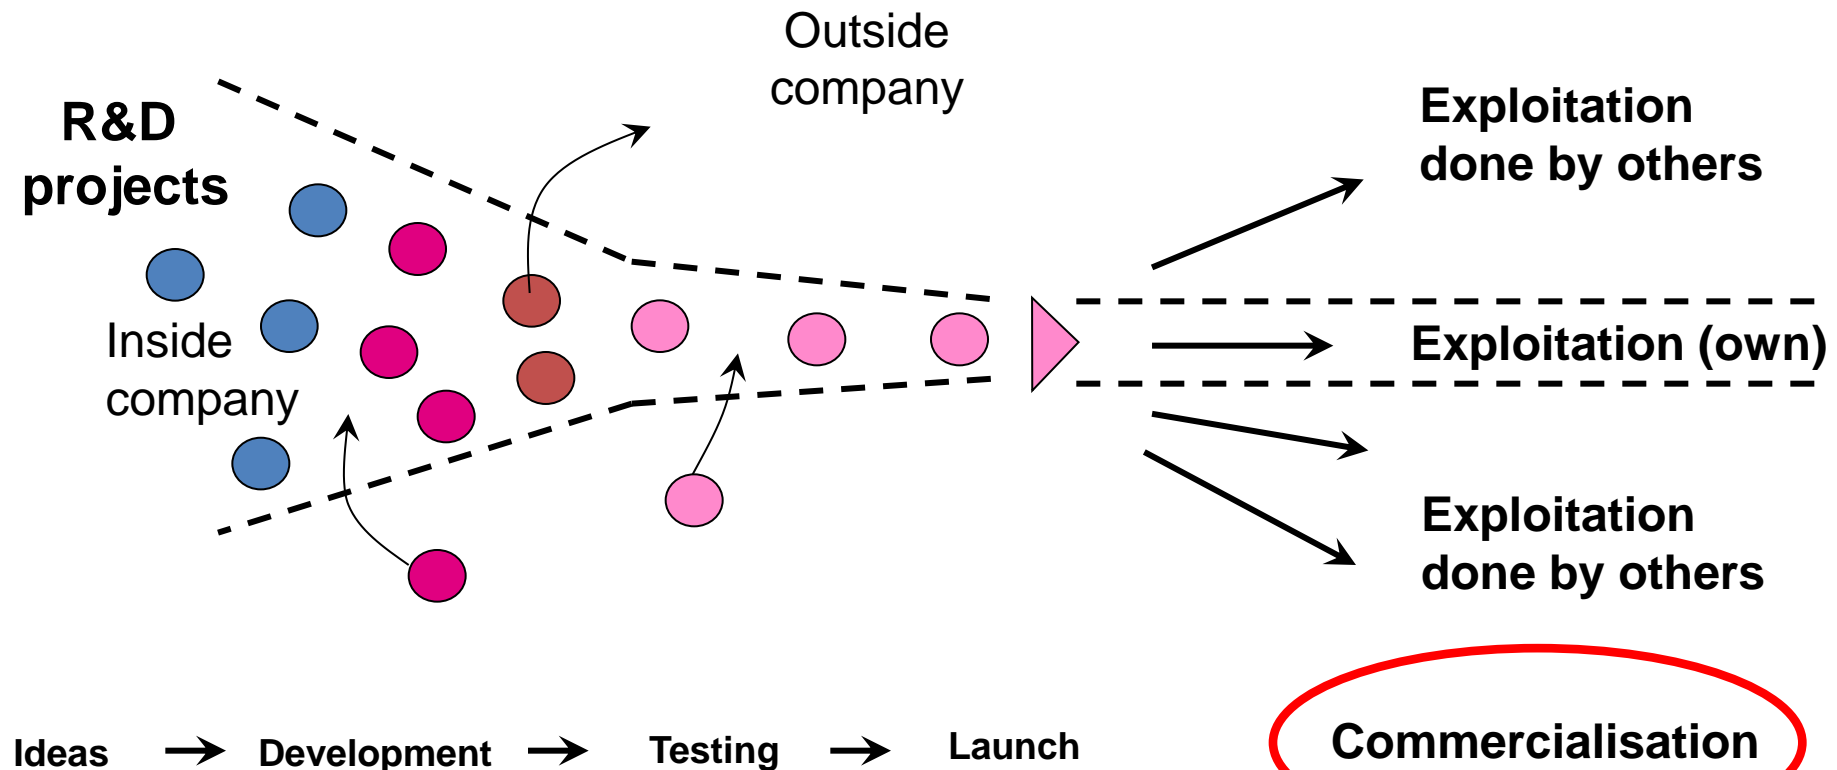 Outside
company
R&D
projects
Exploitation
done by others
Inside
company
Exploitation (own)
Exploitation
done by others
Ideas
Development
Testing
Launch
Commercialisation